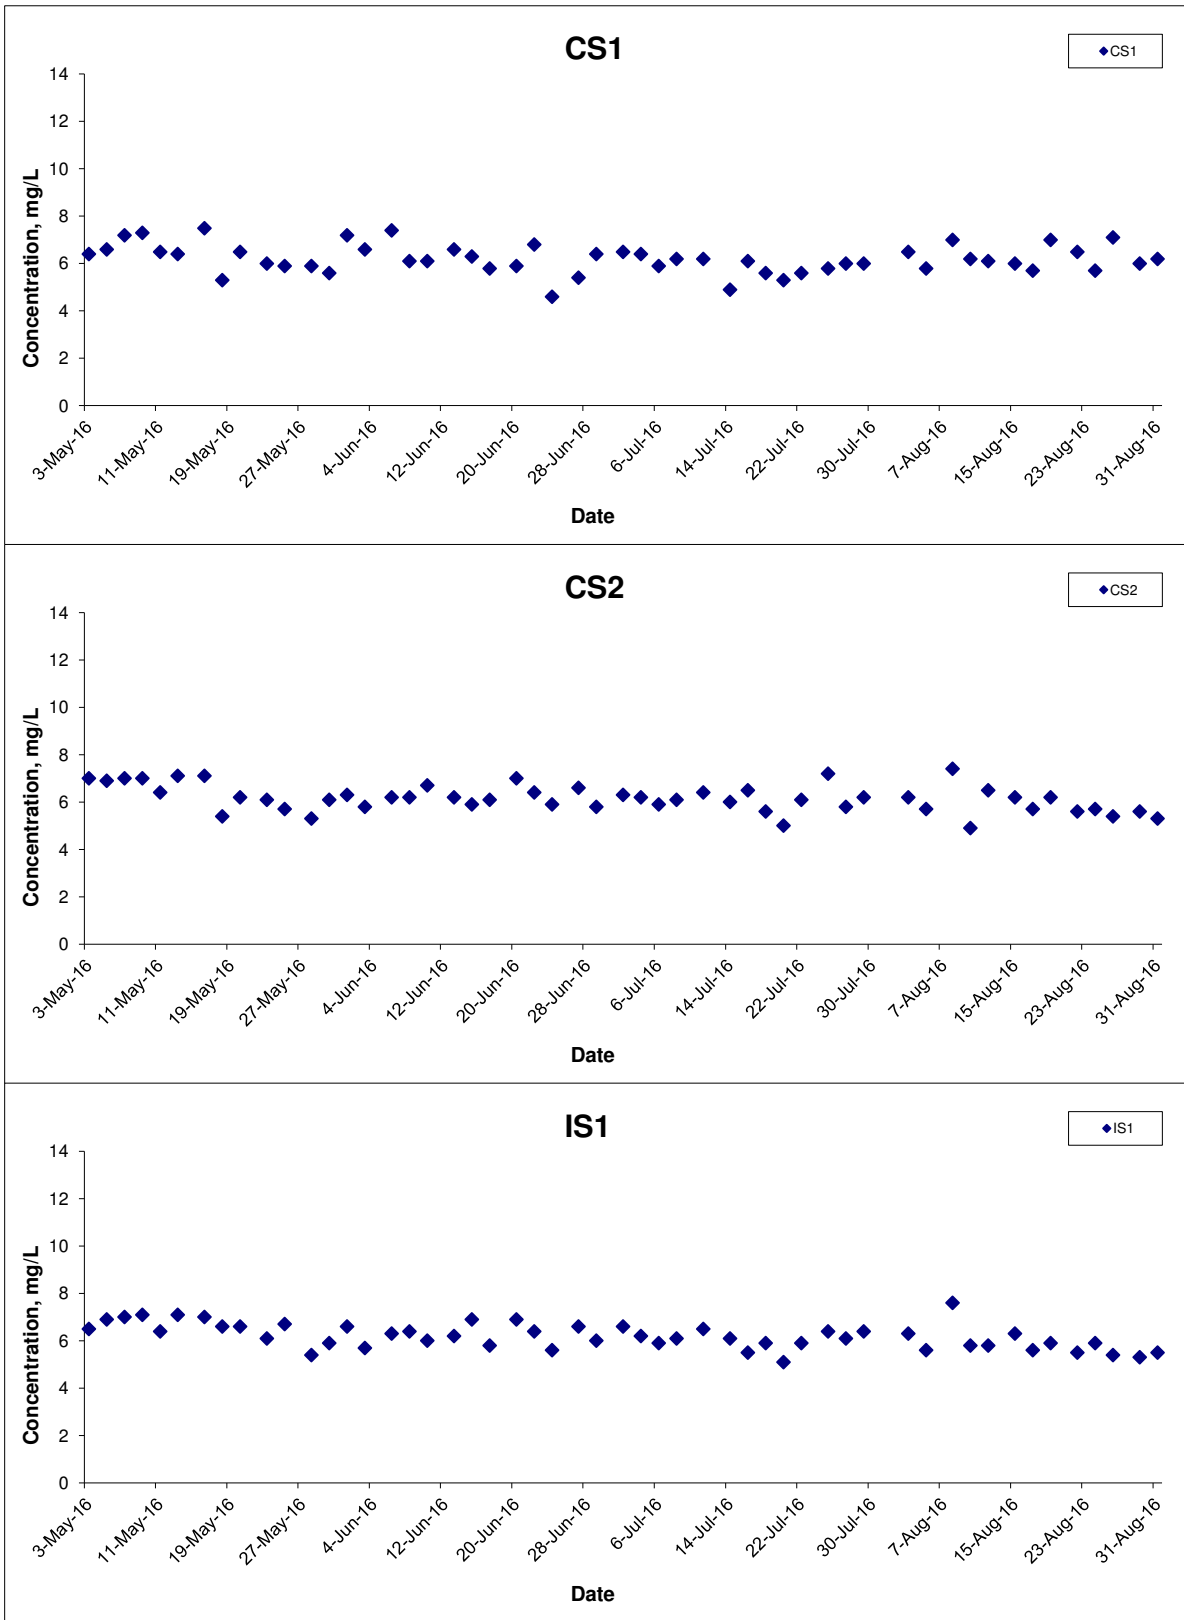 CS1
CS1
14
12
10
8
6
4
2
0
Concentration, mg/L
3-May-16
11-May-16
19-May-16
27-May-16
4-Jun-16
12-Jun-16
20-Jun-16
28-Jun-16
6-Jul-16
14-Jul-16
22-Jul-16
30-Jul-16
7-Aug-16
15-Aug-16
23-Aug-16
31-Aug-16
Date
CS2
CS2
14
12
10
8
6
4
2
0
Concentration, mg/L
3-May-16
11-May-16
19-May-16
27-May-16
4-Jun-16
12-Jun-16
20-Jun-16
28-Jun-16
6-Jul-16
14-Jul-16
22-Jul-16
30-Jul-16
7-Aug-16
15-Aug-16
23-Aug-16
31-Aug-16
Date
IS1
IS1
14
12
10
8
6
4
2
0
Concentration, mg/L
3-May-16
11-May-16
19-May-16
27-May-16
4-Jun-16
12-Jun-16
20-Jun-16
28-Jun-16
6-Jul-16
14-Jul-16
22-Jul-16
30-Jul-16
7-Aug-16
15-Aug-16
23-Aug-16
31-Aug-16
Date